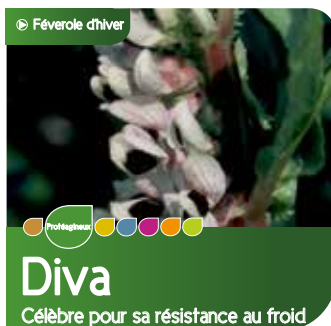 Féverole d'hiver
Protéagineux
Diva
Célèbre pour sa résistance au froid